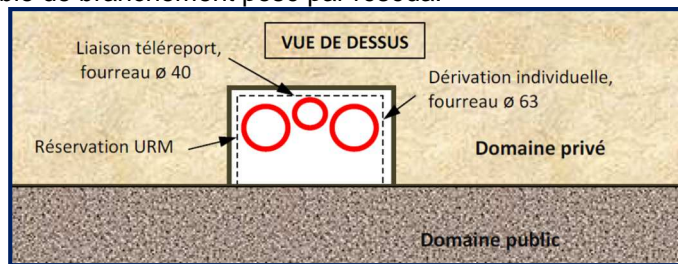 VUE DE DESSUS
Liaison téléreport,
fourreau ø 40
Dérivation individuelle,
fourreau ø 63
Réservation URM
Domaine privé
Domaine public